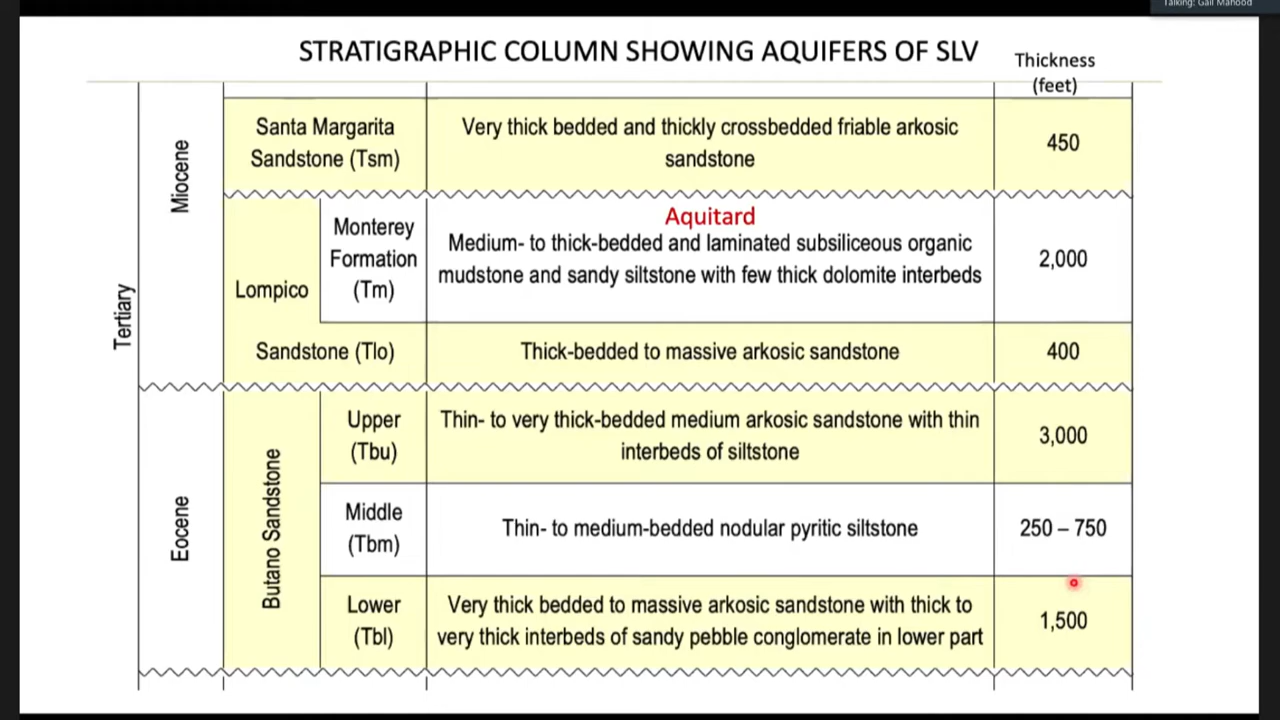 Talking: Gail Mahood
STRATIGRAPHIC COLUMN SHOWING AQUIFERS OF SLV
Thickness
(feet)
Tertiary
Miocene
Santa Margarita
Sandstone (Tsm)
Very thick bedded and thickly crossbedded friable arkosic
sandstone
450
Lompico
Monterey
Formation
(Tm)
Aquitard
Medium- to thick-bedded and laminated subsiliceous organic
mudstone and sandy siltstone with few thick dolomite interbeds
2,000
Sandstone (Tlo)
Thick-bedded to massive arkosic sandstone
400
Eocene
Butano Sandstone
Upper
(Tbu)
Thin- to very thick-bedded medium arkosic sandstone with thin
interbeds of siltstone
3,000
Middle
(Tbm)
Thin- to medium-bedded nodular pyritic siltstone
250 – 750
Lower
(Tbl)
Very thick bedded to massive arkosic sandstone with thick to
very thick interbeds of sandy pebble conglomerate in lower part
1,500